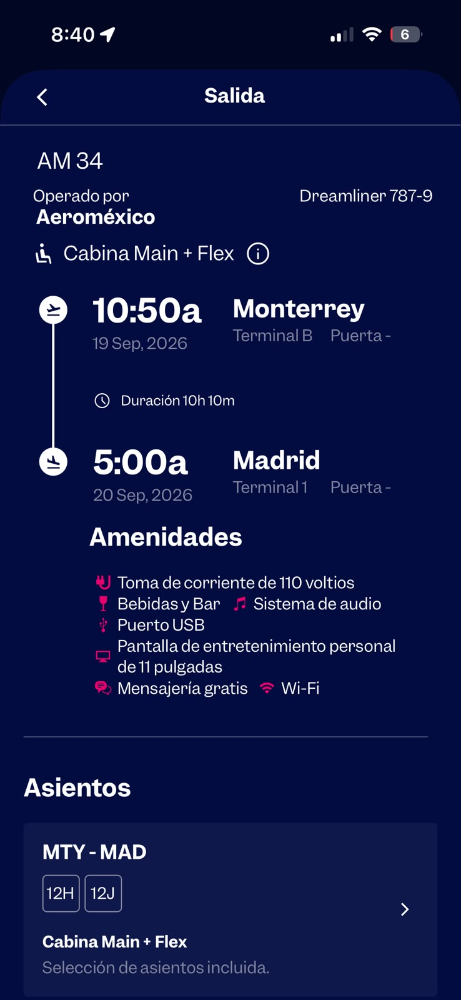 8:40
6
Salida
AM 34
Operado por
Dreamliner 787-9
Aeroméxico
Cabina Main + Flex
10:50a Monterrey
19 Sep, 2026 Terminal B Puerta -
Duración 10h 10m
5:00a Madrid
20 Sep, 2026 Terminal 1 Puerta -
Amenidades
Toma de corriente de 110 voltios
Bebidas y Bar Sistema de audio
Puerto USB
Pantalla de entretenimiento personal
de 11 pulgadas
Mensajería gratis Wi-Fi
Asientos
MTY - MAD
12H 12J
Cabina Main + Flex
Selección de asientos incluida.